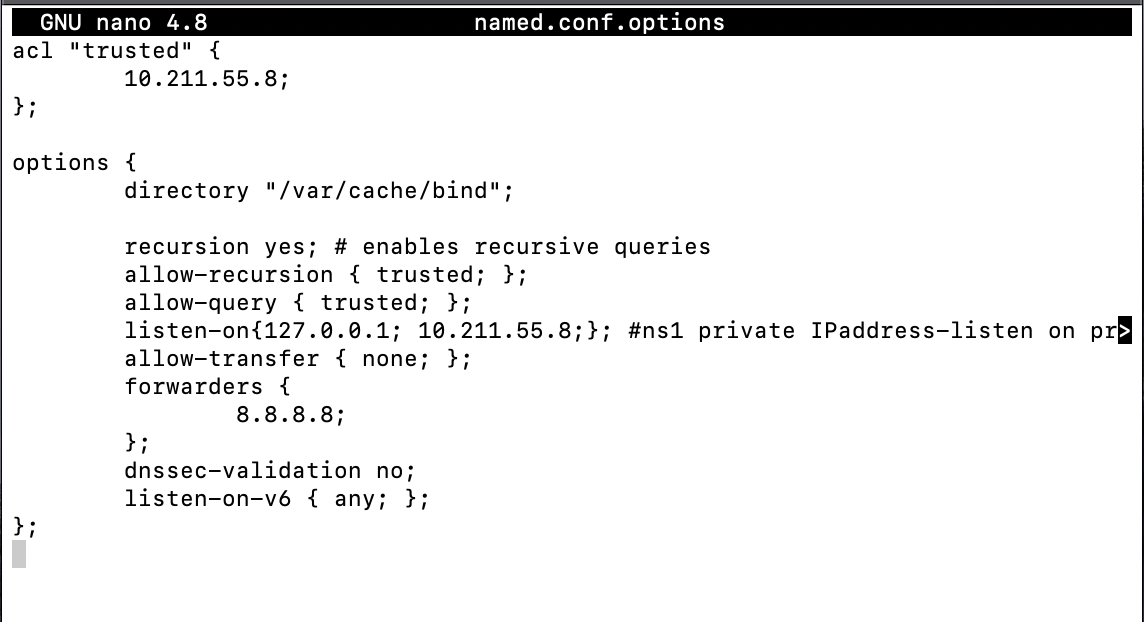 GNU nano 4.8 named.conf.options
acl "trusted" {
10.211.55.8;
};
options {
directory "/var/cache/bind";
recursion yes; # enables recursive queries
allow-recursion { trusted; };
allow-query { trusted; };
listen-on{127.0.0.1; 10.211.55.8;}; #ns1 private IPaddress-listen on pr>
allow-transfer { none; };
forwarders {
8.8.8.8;
};
dnssec-validation no;
listen-on-v6 { any; };
};